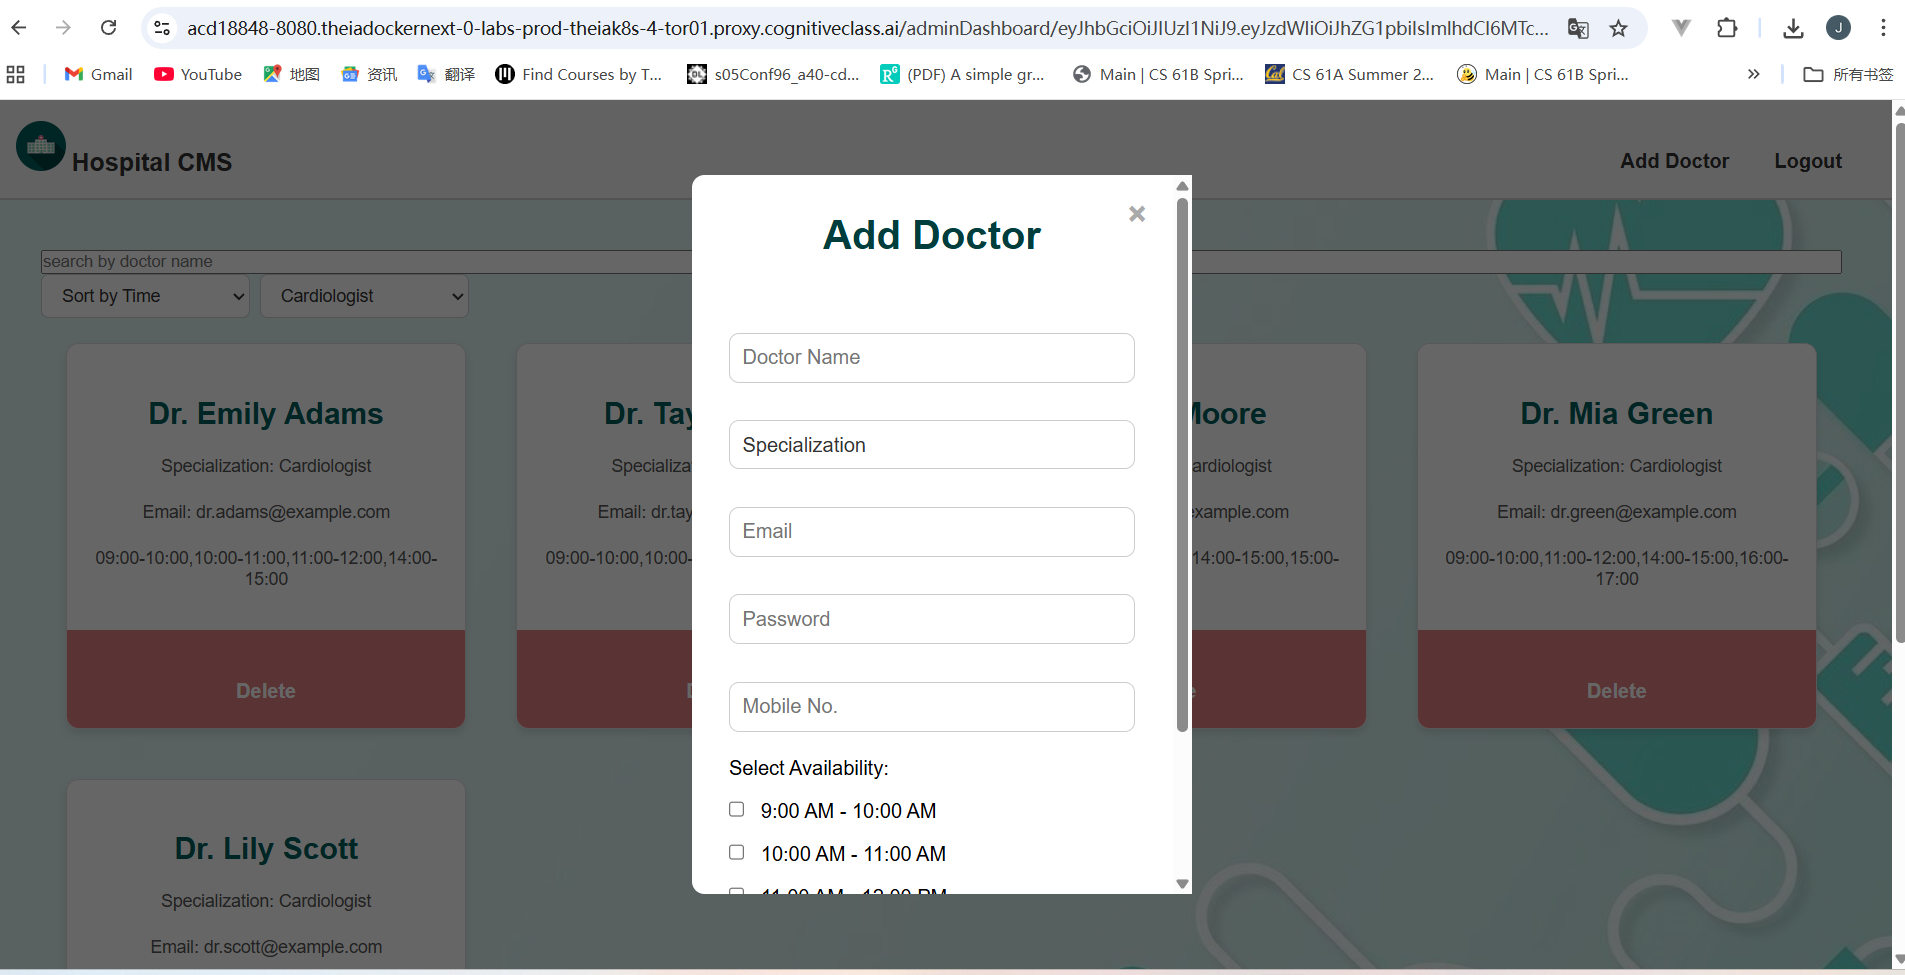 acd18848-8080.theiadockernext-0-labs-prod-theiak8s-4-tor01.proxy.cognitiveclass.ai/adminDashboard/eyJhbGciOiJIUzI1NiJ9.eyJzdWIiOiJhZG1pbiIsImlhdCI6MTc...
J
Gmail YouTube 地图 资讯 翻译 Find Courses by T... s05Conf96_a40-cd... (PDF) A simple gr... Main | CS 61B Spri... CS 61A Summer 2... Main | CS 61B Spri... » 所有书签
Hospital CMS Add Doctor Logout
search by doctor name
Sort by Time Cardiologist
Dr. Emily Adams
Specialization: Cardiologist
Email: dr.adams@example.com
09:00-10:00,10:00-11:00,11:00-12:00,14:00-
15:00
Delete
Dr. Tay
Specializa
Email: dr.tay
09:00-10:00,10:00-
Moore
ardiologist
xample.com
14:00-15:00,15:00-
Dr. Mia Green
Specialization: Cardiologist
Email: dr.green@example.com
09:00-10:00,11:00-12:00,14:00-15:00,16:00-
17:00
Delete
Dr. Lily Scott
Specialization: Cardiologist
Email: dr.scott@example.com
Add Doctor
×
Doctor Name
Specialization
Email
Password
Mobile No.
Select Availability:
9:00 AM - 10:00 AM
10:00 AM - 11:00 AM
11:00 AM - 12:00 PM